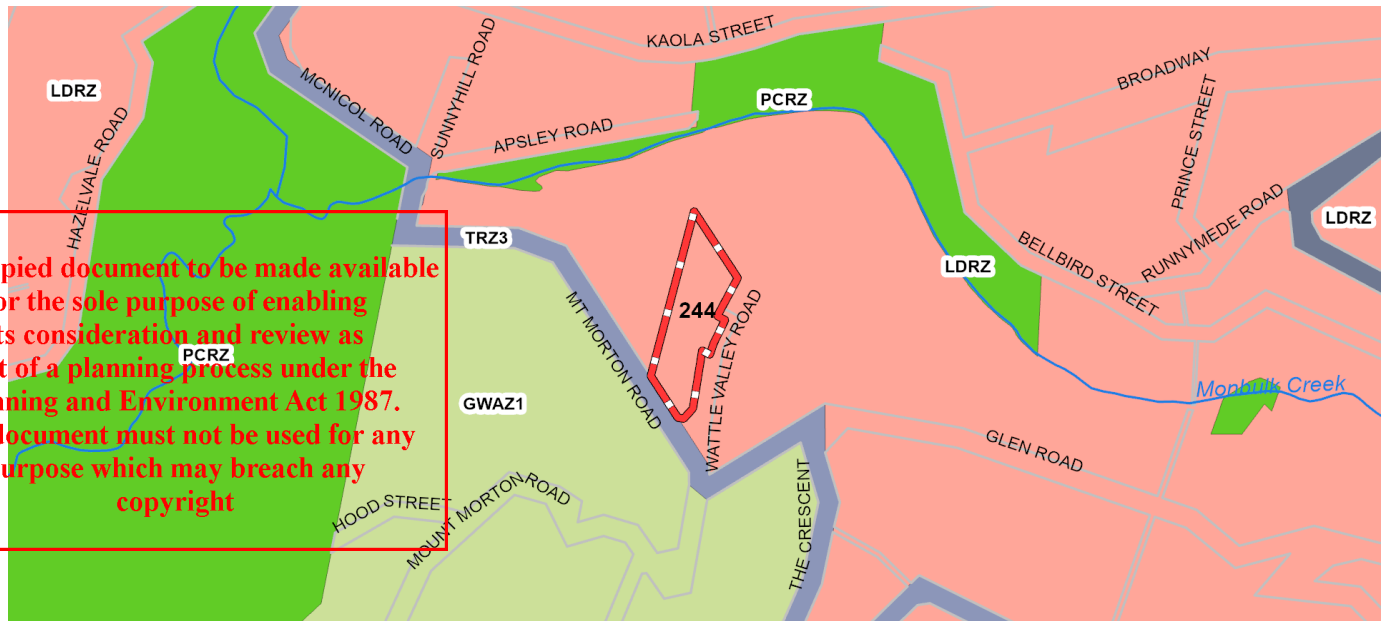 KAOLA STREET
BROADWAY
LDRZ
MCNICOL ROAD
SUNNYHILL ROAD
PCRZ
PRINCE STREET
APSLEY ROAD
HAZELVALE ROAD
LDRZ
RUNNYMEDE ROAD
TRZ3
BELLBIRD STREET
LDRZ
pied document to be made available
or the sole purpose of enabling
ts consideration and review as
t of a planning process under the
nning and Environment Act 1987.
document must not be used for any
urpose which may breach any
copyright
244
MT MORTON ROAD
WATTLE VALLEY ROAD
PCRZ
GWAZ1
Monbulk Creek
GLEN ROAD
HOOD STREET
MOUNT MORTON ROAD
THE CRESCENT